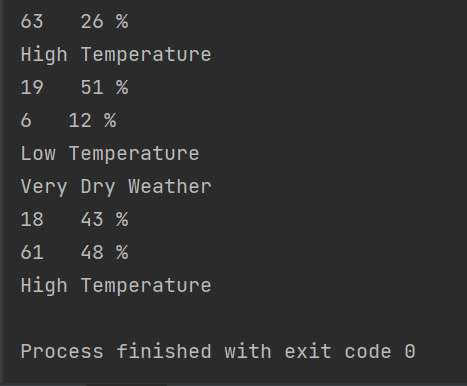 63   26 %
High Temperature
19   51 %
6   12 %
Low Temperature
Very Dry Weather
18   43 %
61   48 %
High Temperature

Process finished with exit code 0